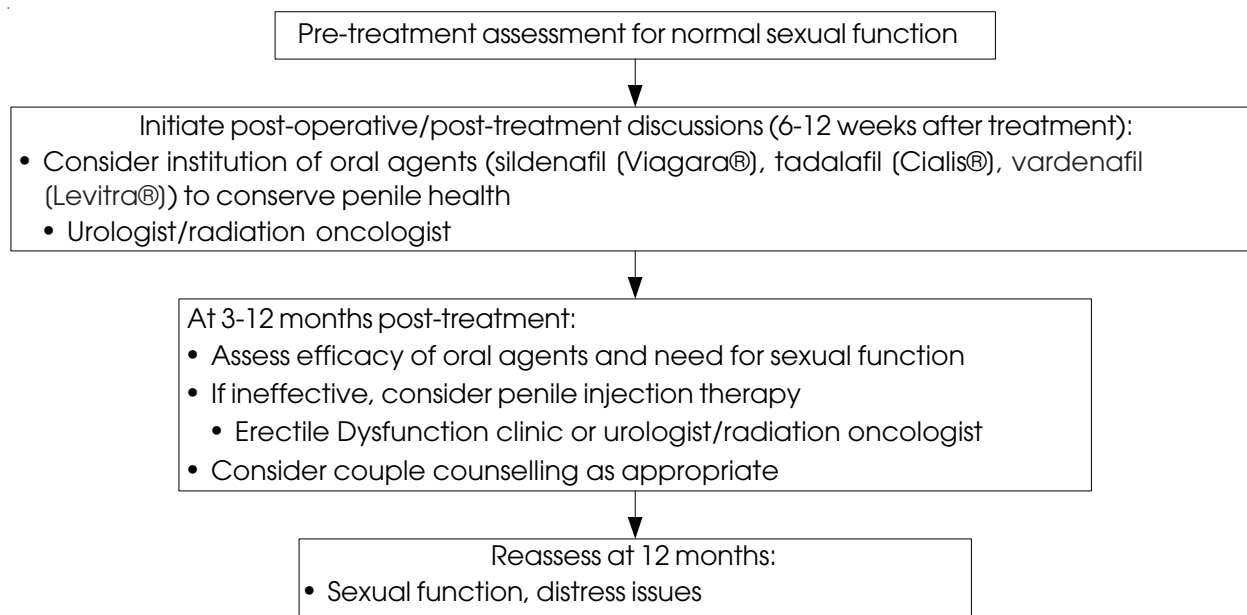 Pre-treatment assessment for normal sexual function
Initiate post-operative/post-treatment discussions (6-12 weeks after treatment):
• Consider institution of oral agents (sildenafil (Viagara®), tadalafil (Cialis®), vardenafil
(Levitra®)) to conserve penile health
• Urologist/radiation oncologist
At 3-12 months post-treatment:
• Assess efficacy of oral agents and need for sexual function
• If ineffective, consider penile injection therapy
• Erectile Dysfunction clinic or urologist/radiation oncologist
• Consider couple counselling as appropriate
Reassess at 12 months:
• Sexual function, distress issues